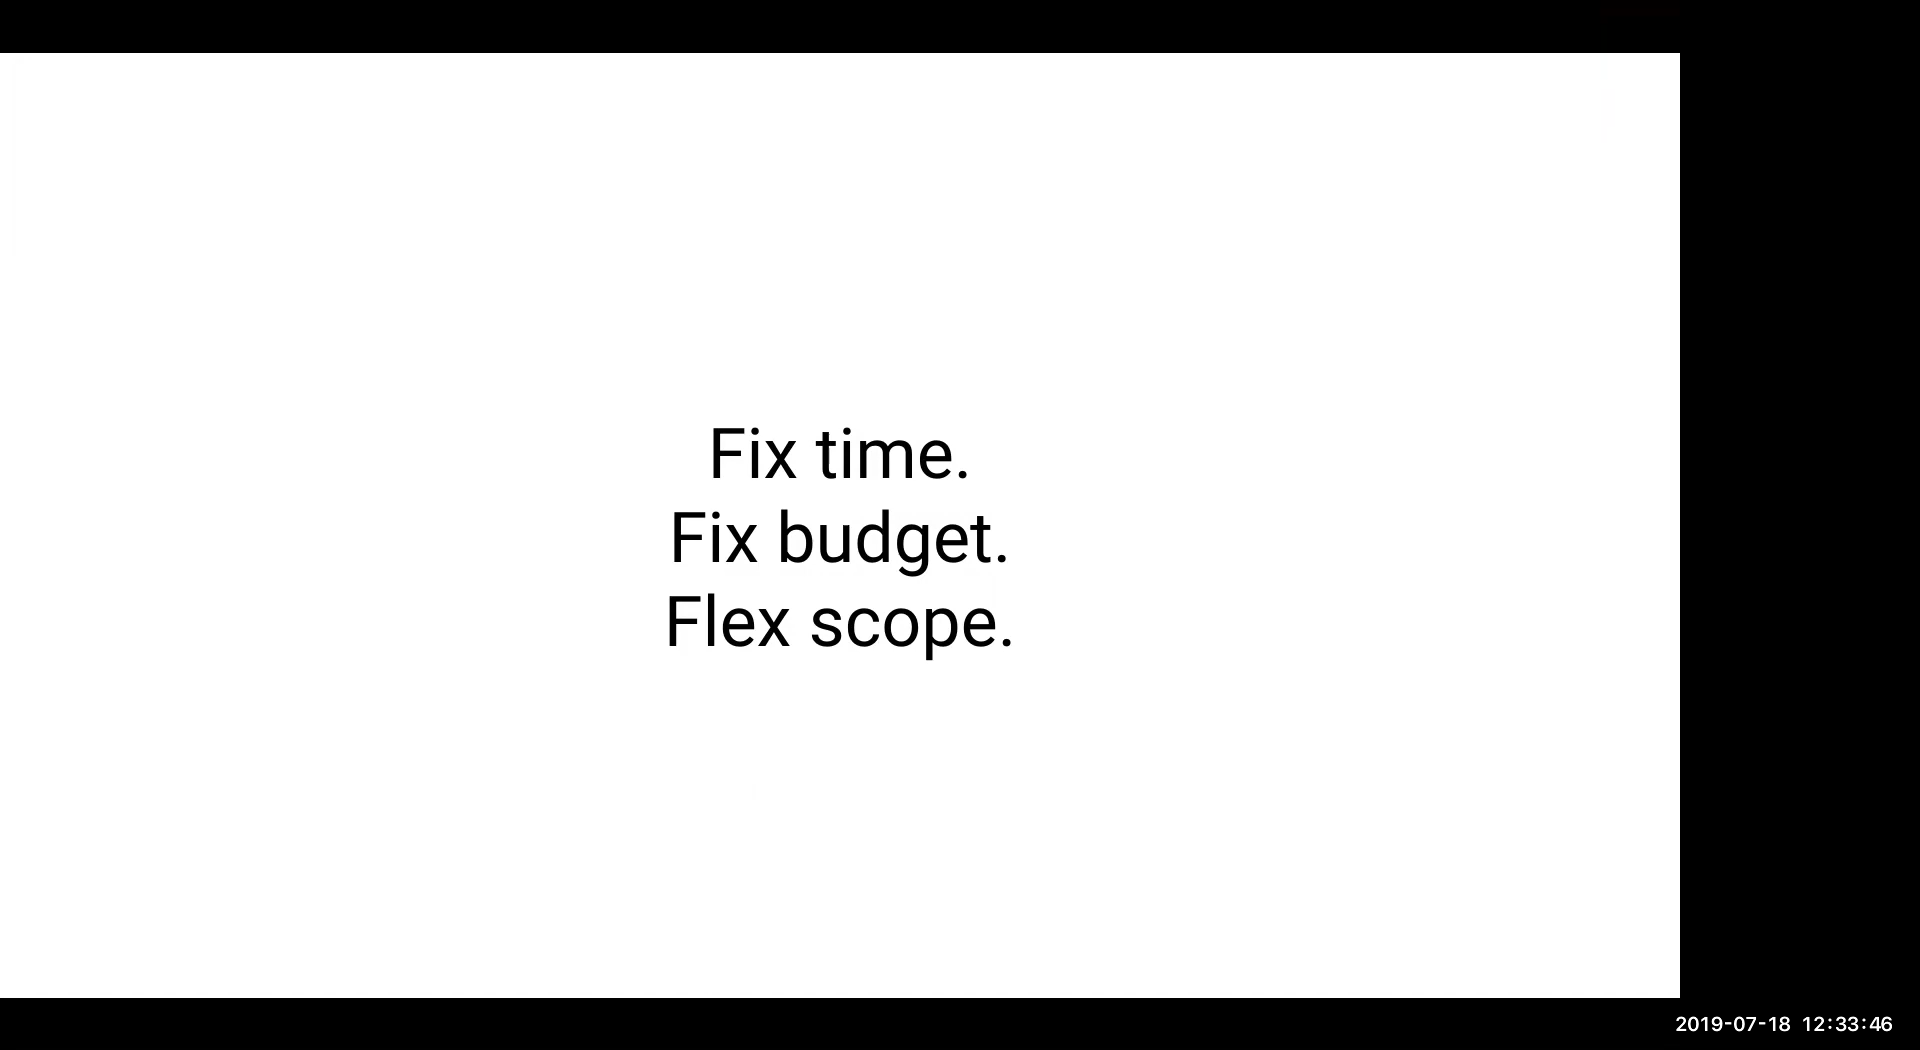 Fix time.
Fix budget.
Flex scope.
2019-07-18 12:33:46